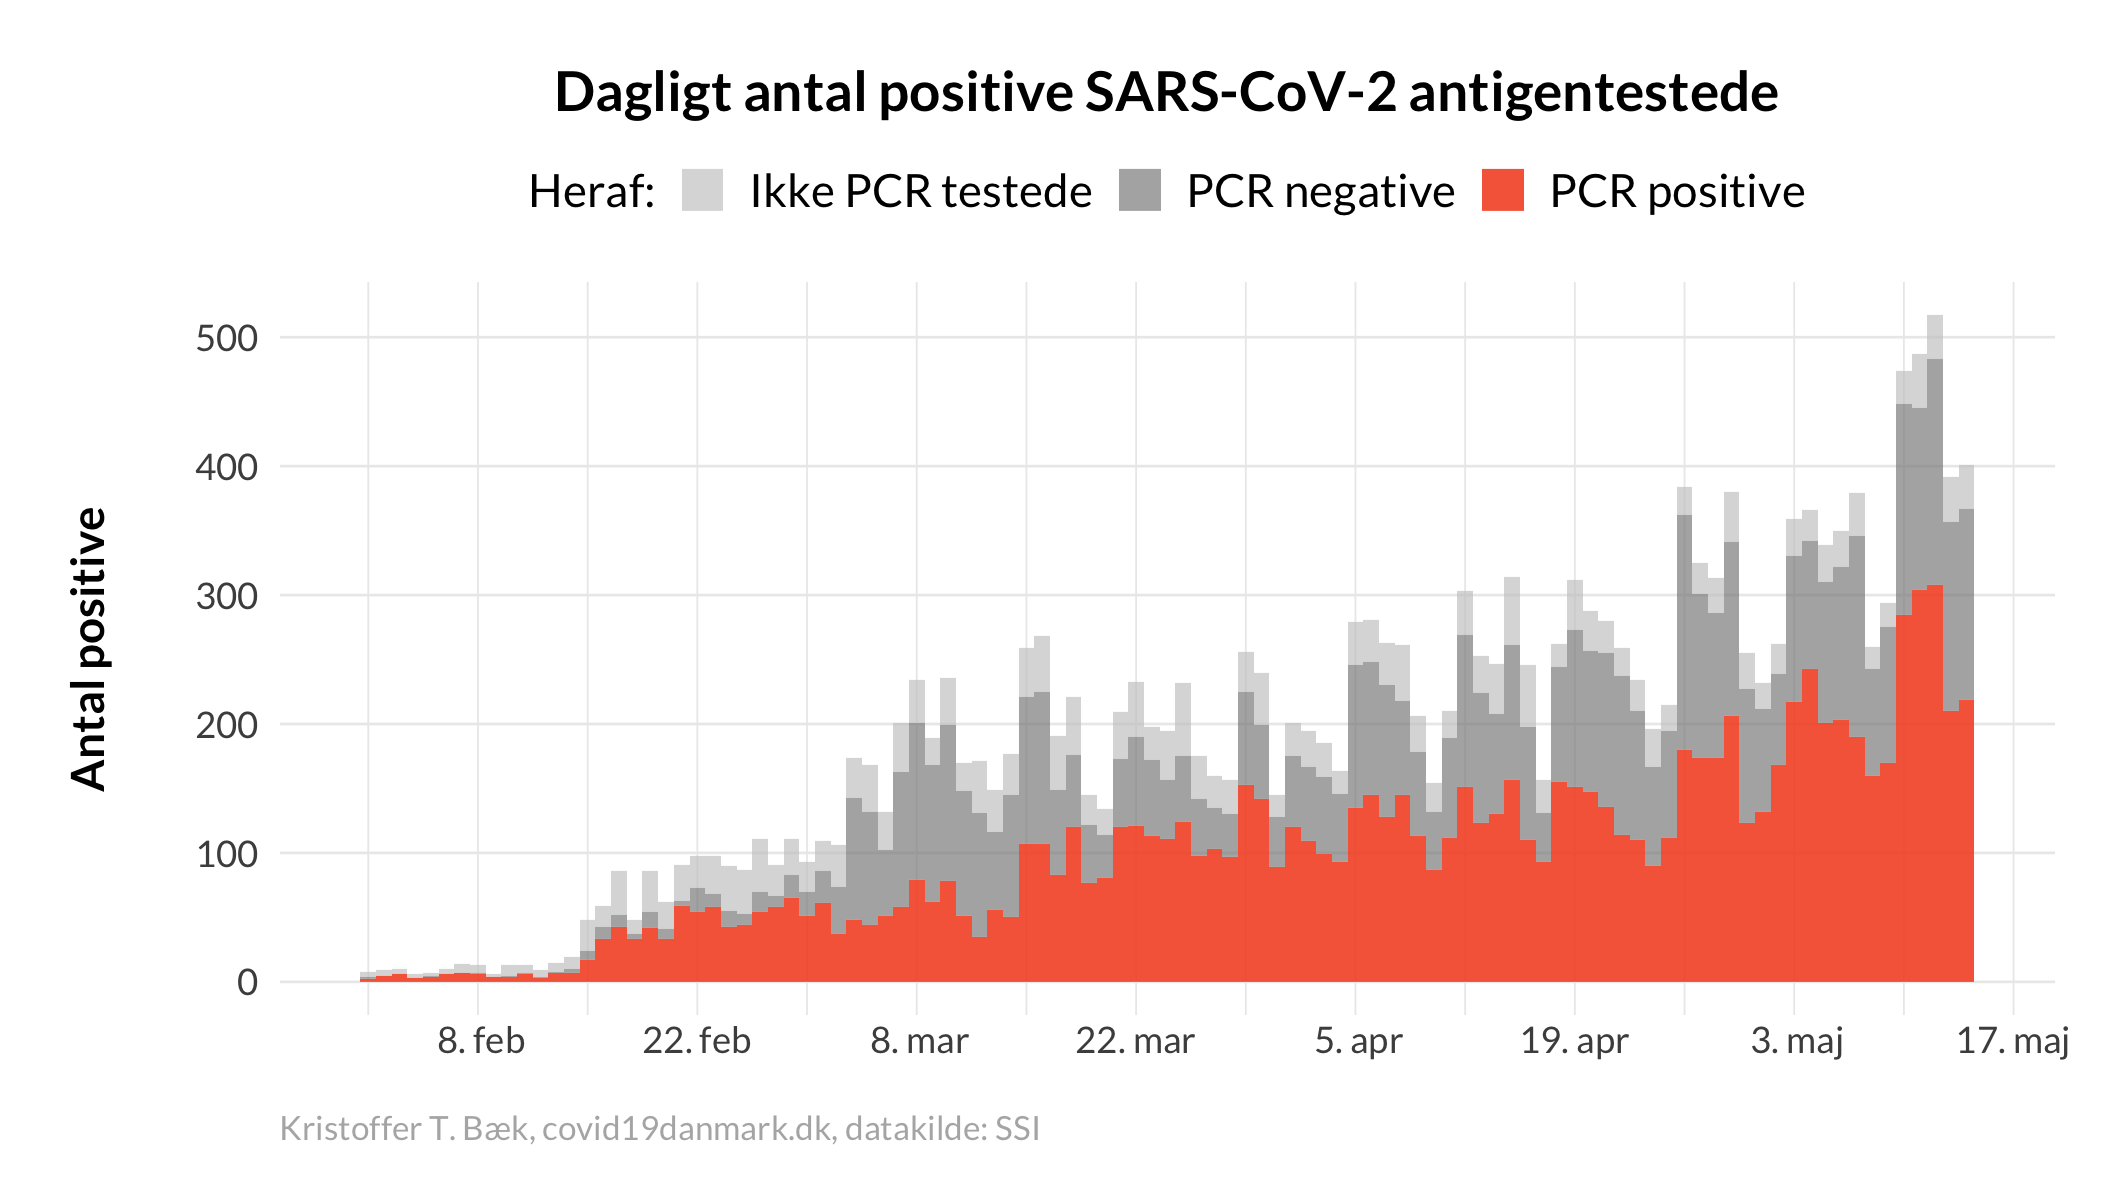 Dagligt antal positive SARS-CoV-2 antigentestede
Heraf: Ikke PCR testede PCR negative PCR positive
Antal positive
500
400
300
200
100
0
8. feb 22. feb 8. mar 22. mar 5. apr 19. apr 3. maj 17. maj
Kristoffer T. Bæk, covid19danmark.dk, datakilde: SSI